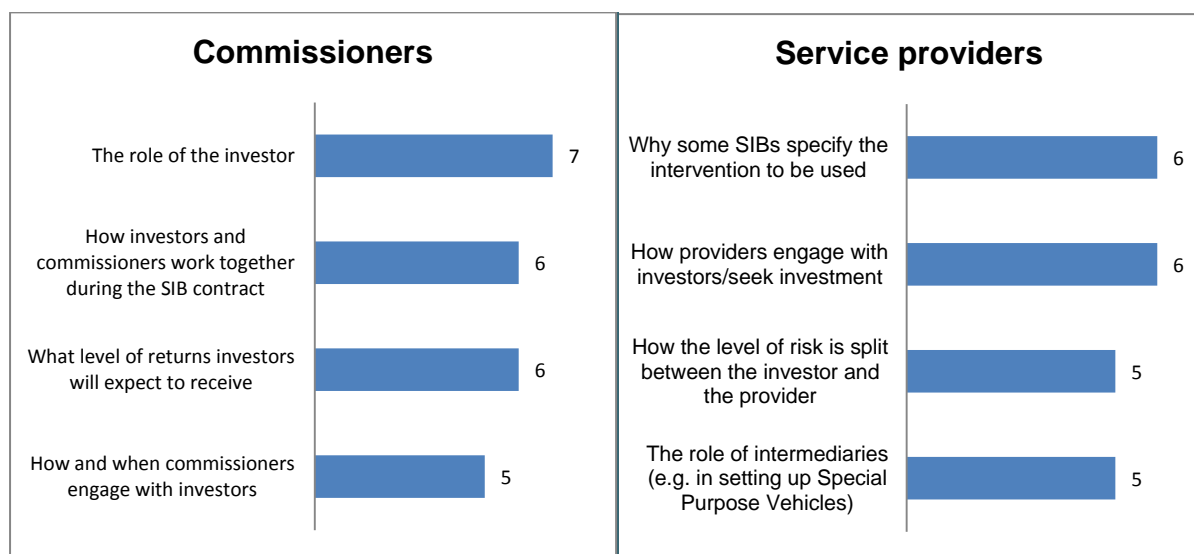 Commissioners
The role of the investor
7
How investors and
commissioners work together
during the SIB contract
6
What level of returns investors
will expect to receive
6
How and when commissioners
engage with investors
5
Service providers
Why some SIBs specify the
intervention to be used
6
How providers engage with
investors/seek investment
6
How the level of risk is split
between the investor and
the provider
5
The role of intermediaries
(e.g. in setting up Special
Purpose Vehicles)
5